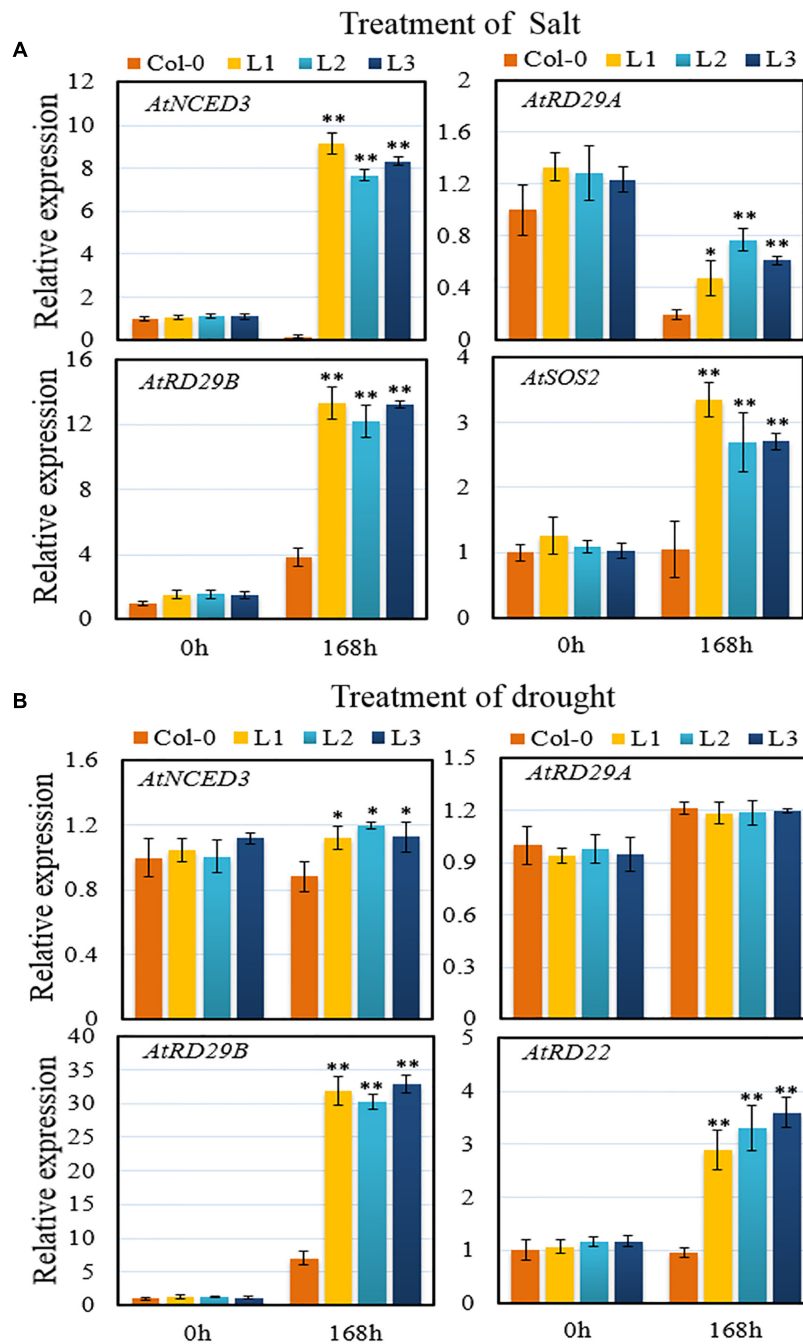 Treatment of Salt
A
Col-0 L1 L2 L3
AtNCED3
Relative expression
12
10
8
6
4
2
0
** ** **
AtRD29A
2
1.6
1.2
0.8
0.4
0
* ** **
AtRD29B
Relative expression
16
12
8
4
0
** ** **
0h 168h
AtSOS2
4
3
2
1
0
** ** **
0h 168h
B
Treatment of drought
Col-0 L1 L2 L3
AtNCED3
Relative expression
1.6
1.2
0.8
0.4
0
* * *
Col-0 L1 L2 L3
AtRD29A
1.5
1.2
0.9
0.6
0.3
0
AtRD29B
Relative expression
40
35
30
25
20
15
10
5
0
** ** **
0h 168h
AtRD22
5
4
3
2
1
0
** ** **
0h 168h